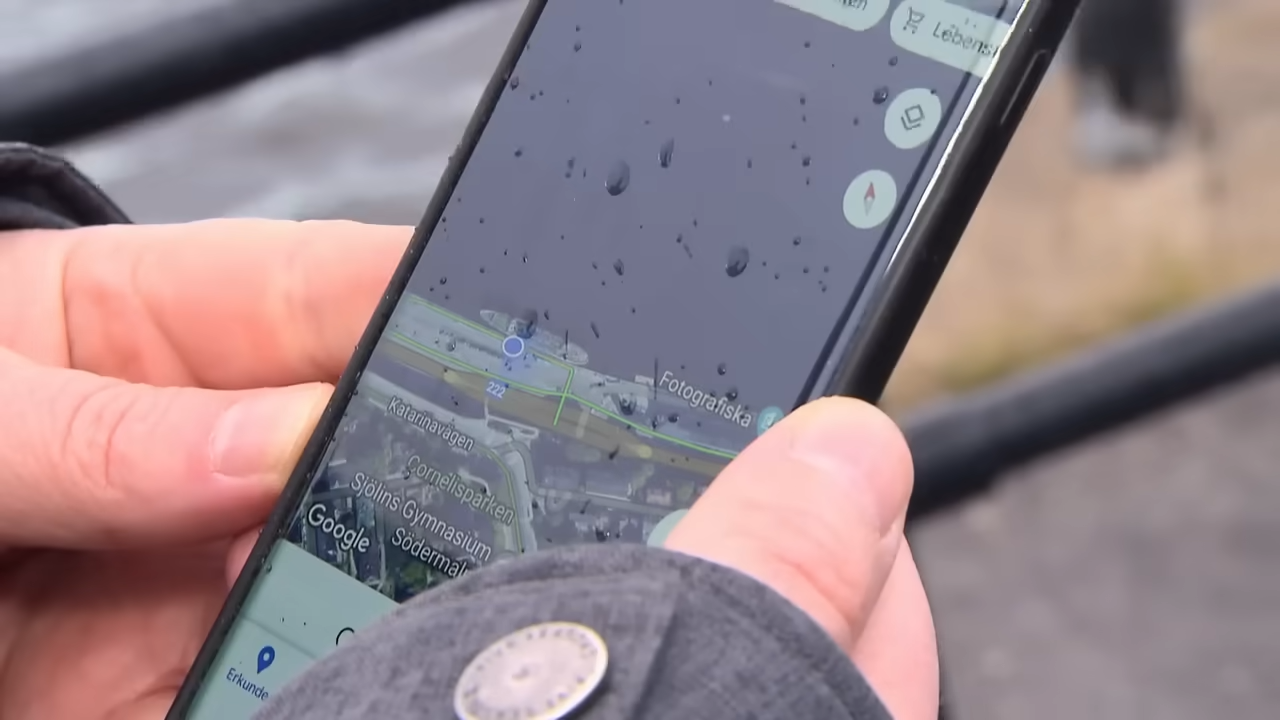 Lebens
222
Fotografiska
Katarinavägen
Cornelisparken
Sjölins Gymnasium
Södermal
Google
Erkunde